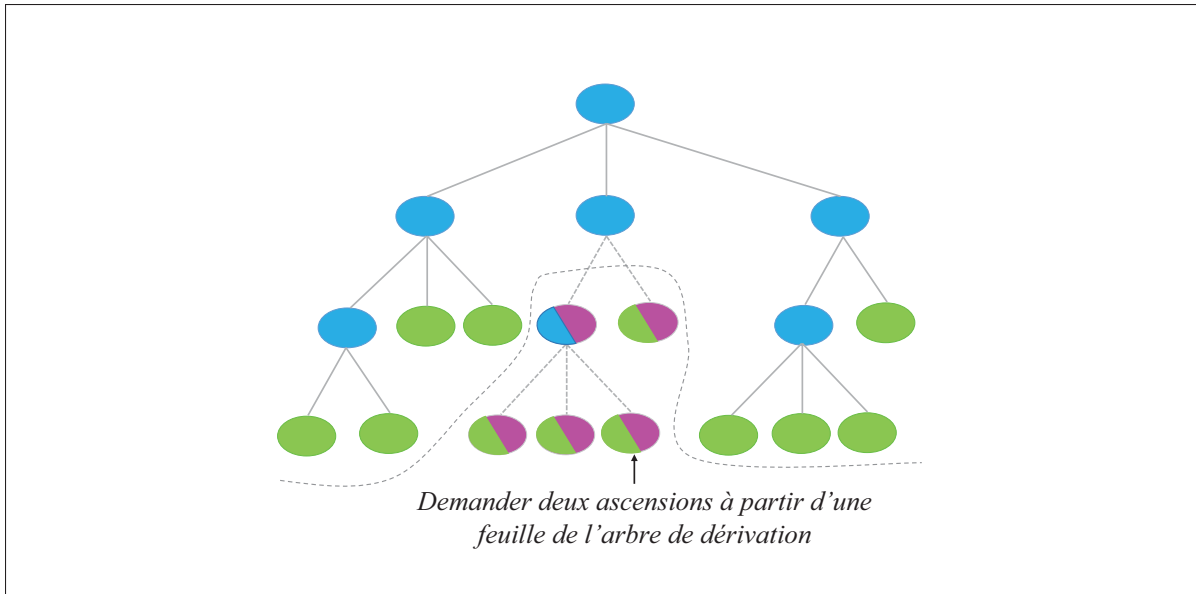 Demander deux ascensions à partir d’une
feuille de l’arbre de dérivation